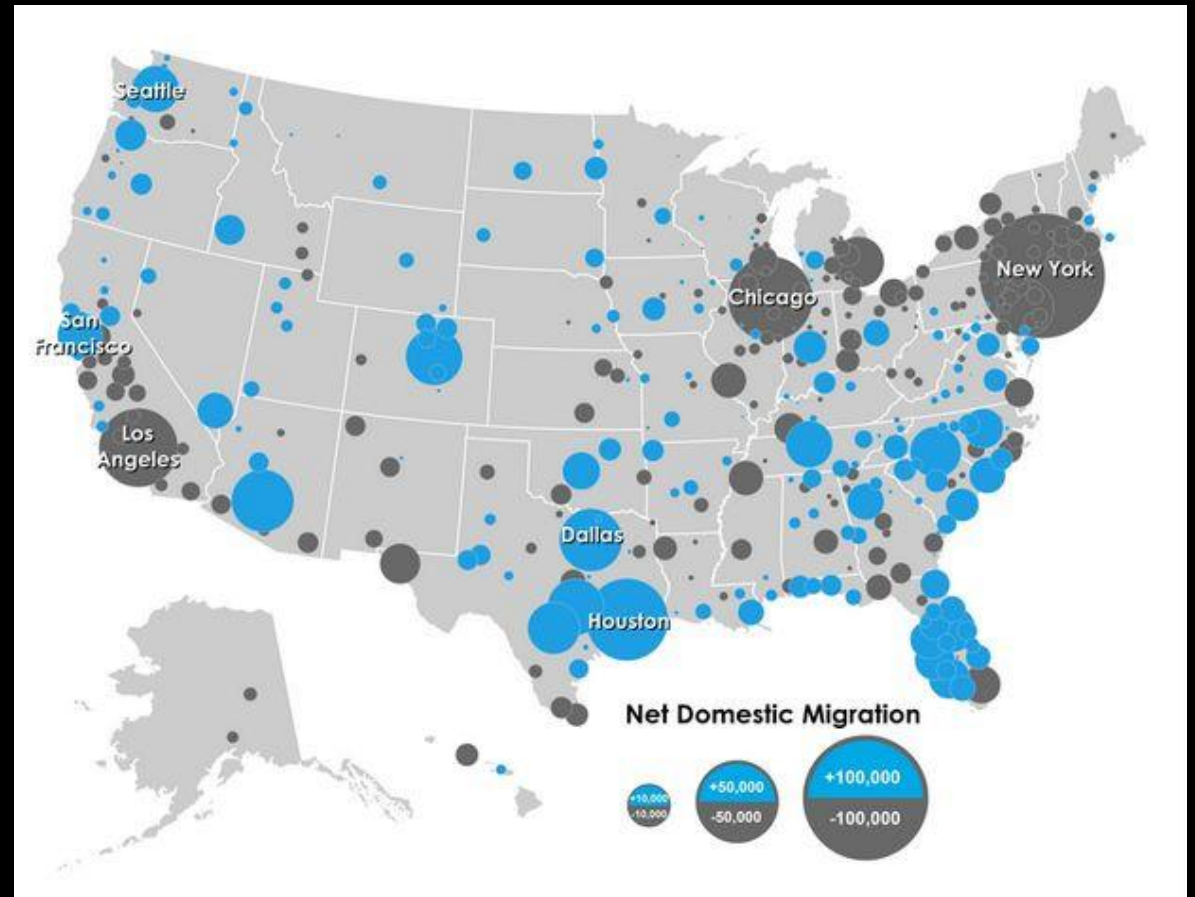 Seattle
San
Francisco
Los
Angeles
Chicago
New York
Dallas
Houston
Net Domestic Migration
+10,000
-10,000
+50,000
-50,000
+100,000
-100,000